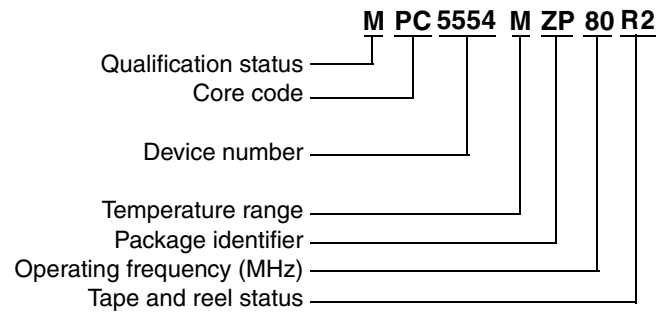 M PC 5554 M ZP 80 R2
Qualification status
Core code
Device number
Temperature range
Package identifier
Operating frequency (MHz)
Tape and reel status